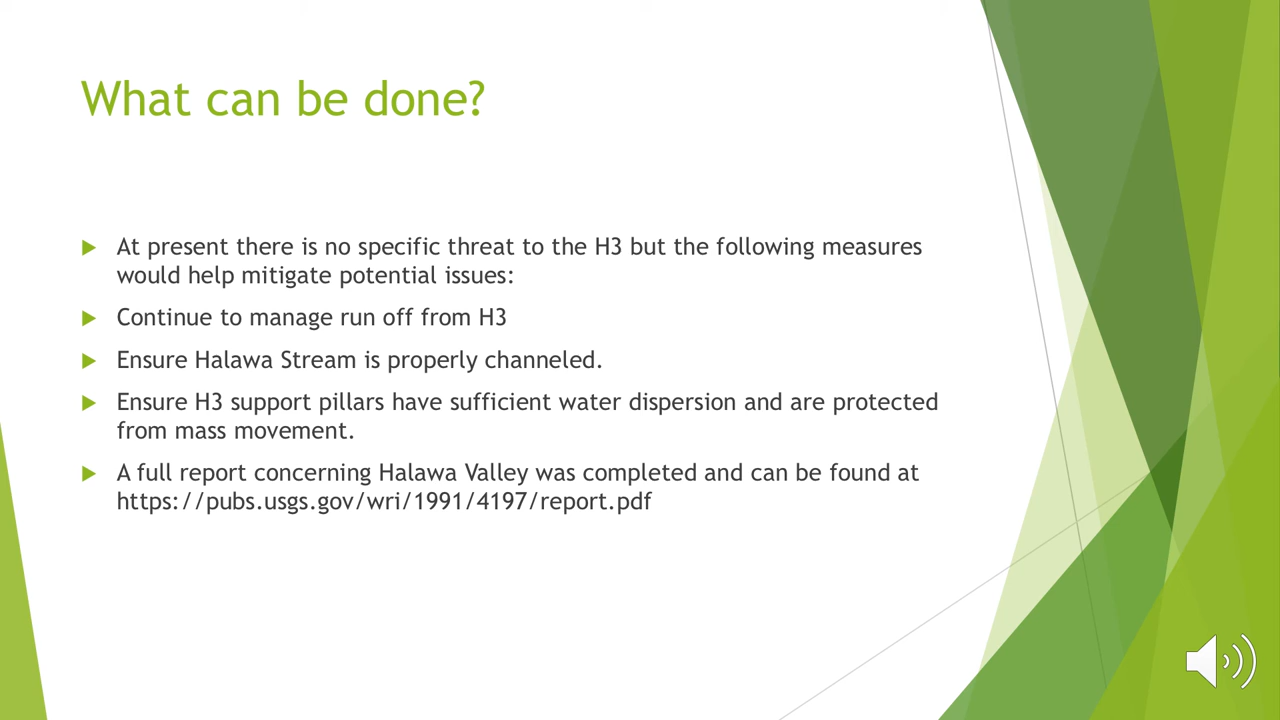 What can be done?
At present there is no specific threat to the H3 but the following measures
would help mitigate potential issues:
Continue to manage run off from H3
Ensure Halawa Stream is properly channeled.
Ensure H3 support pillars have sufficient water dispersion and are protected
from mass movement.
A full report concerning Halawa Valley was completed and can be found at
https://pubs.usgs.gov/wri/1991/4197/report.pdf